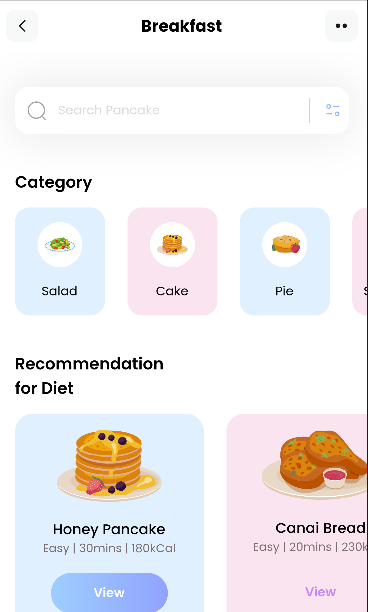 Breakfast
Search Pancake
Category
Salad
Cake
Pie
S
Recommendation
for Diet
Honey Pancake
Easy | 30mins | 180kCal
View
Canai Bread
Easy | 20mins | 230k
View